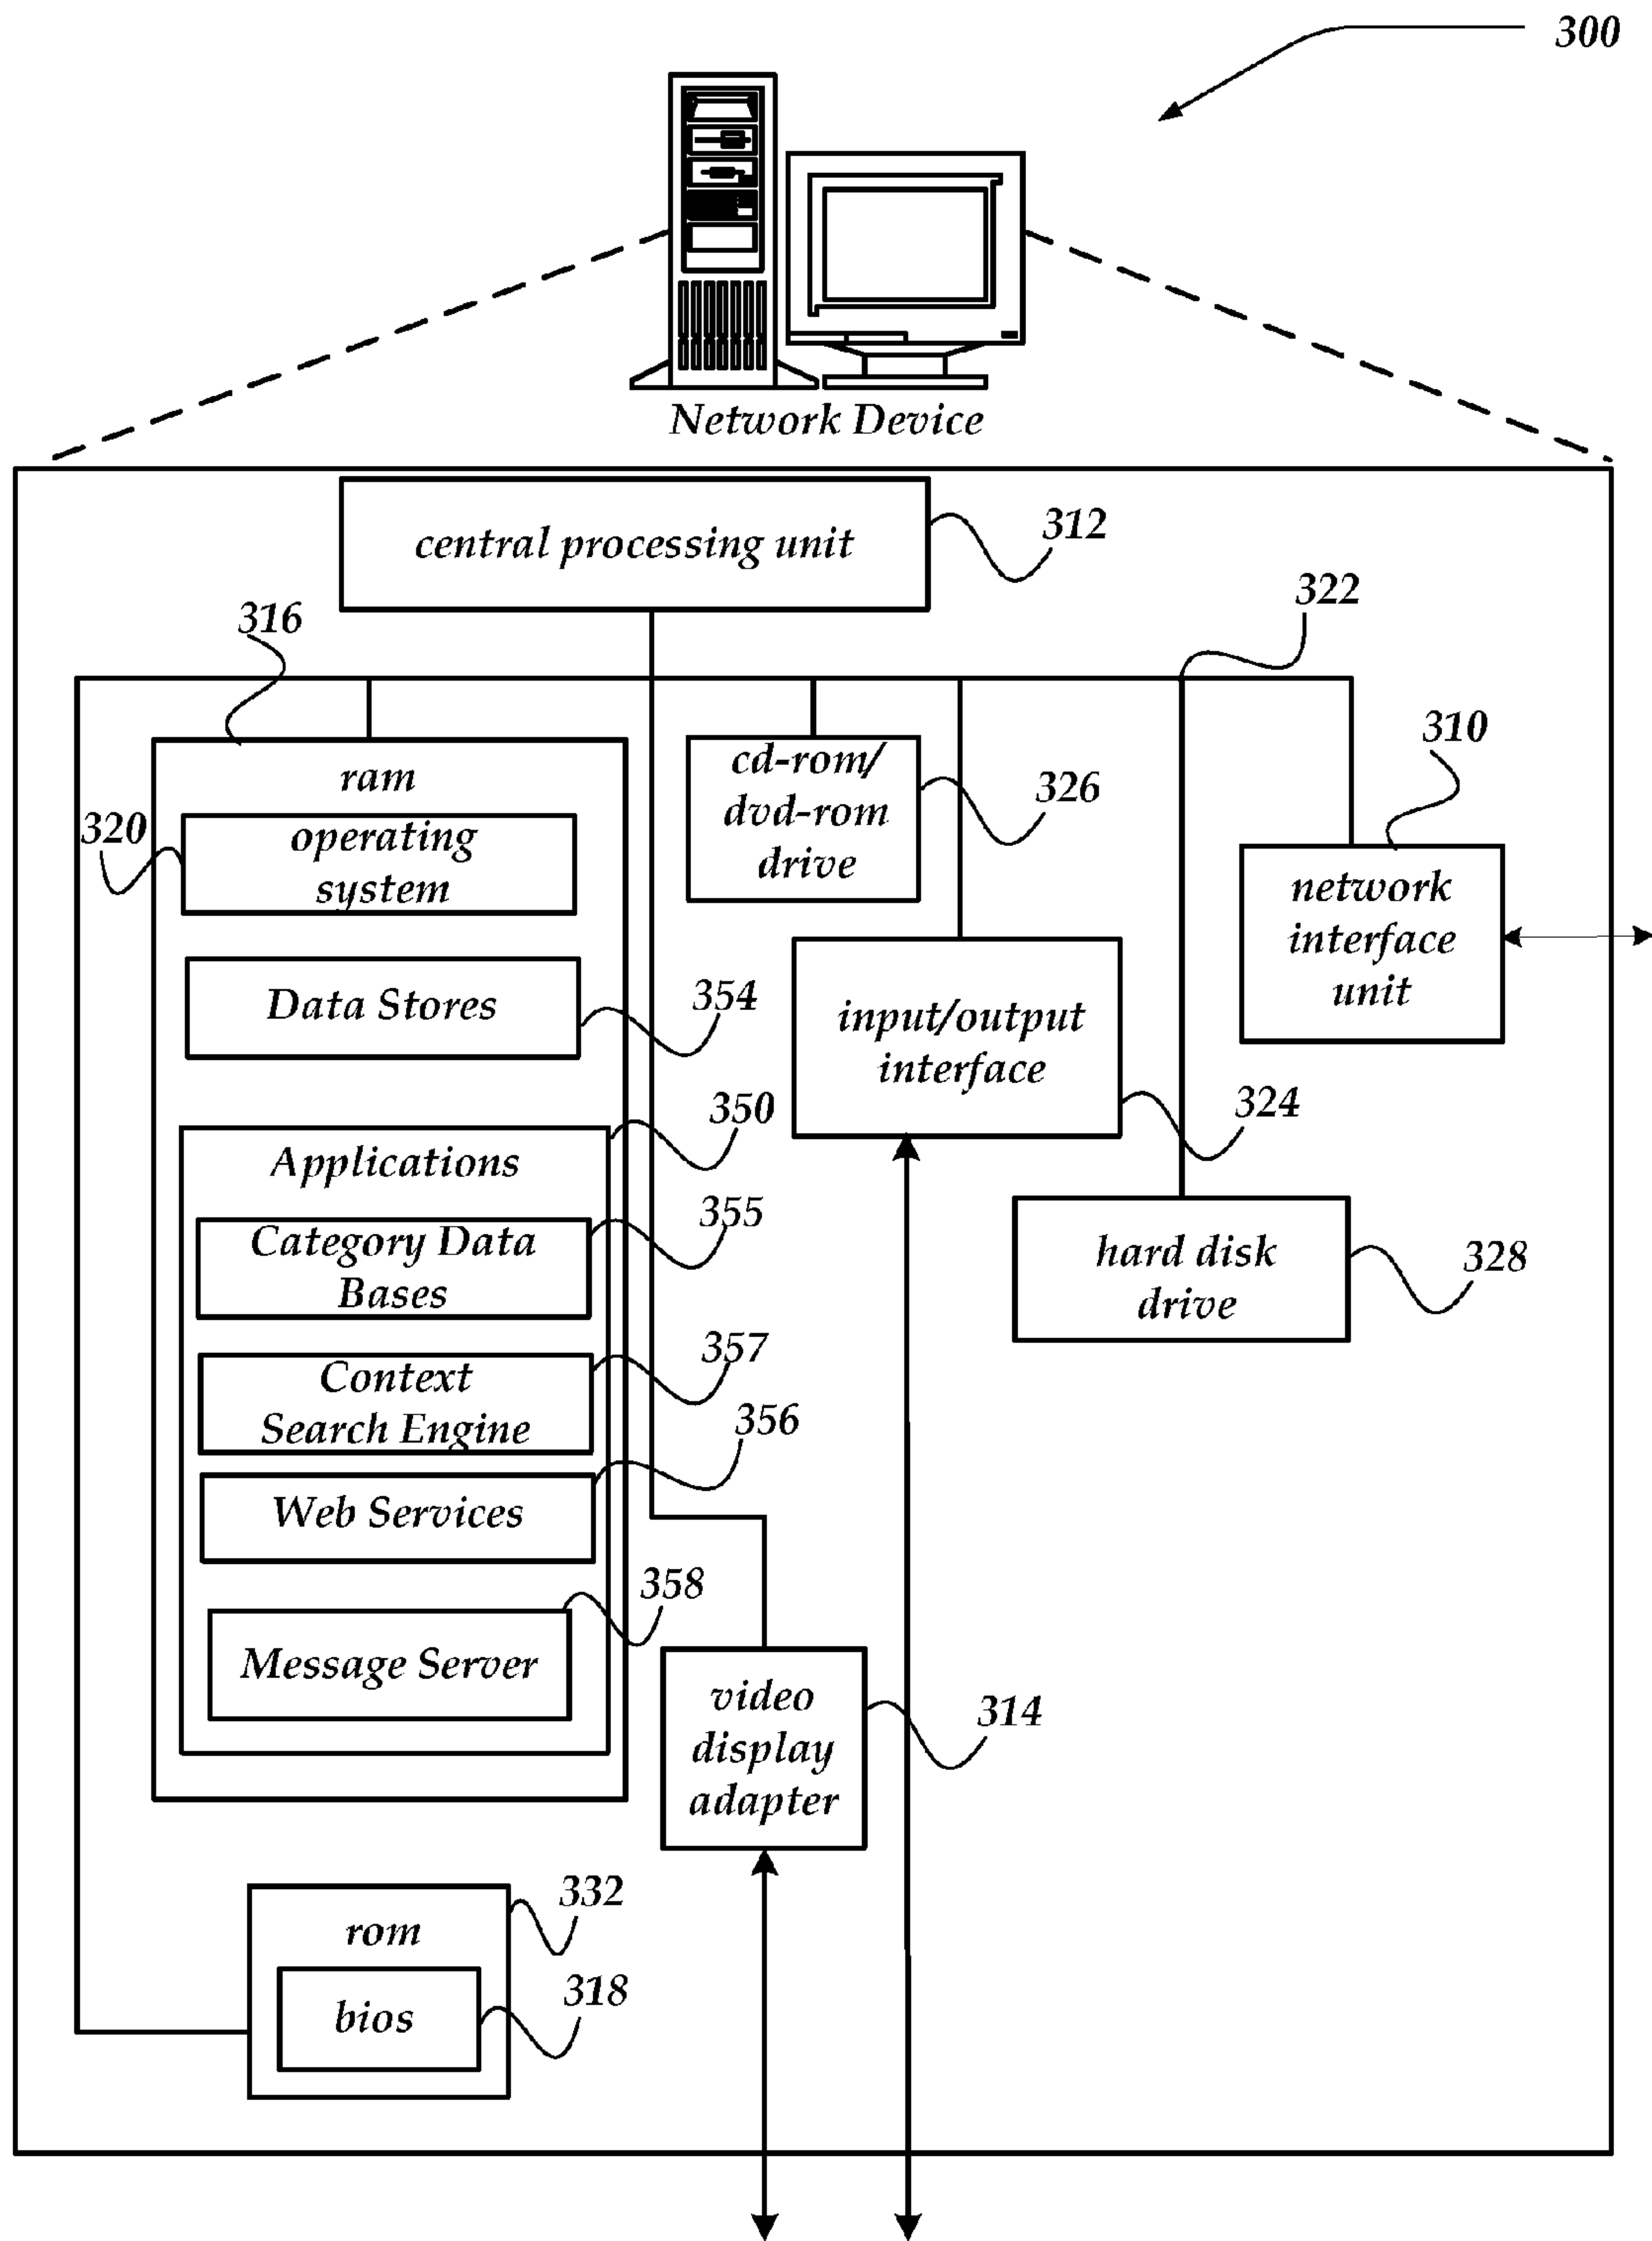 300
Network Device
central processing unit
312
322
316
310
ram
cd-rom/
dvd-rom
drive
326
320
operating
system
network
interface
unit
Data Stores
354
input/output
interface
350
324
Applications
355
Category Data
Bases
hard disk
drive
328
357
Context
Search Engine
356
Web Services
358
Message Server
video
display
adapter
314
332
rom
318
bios